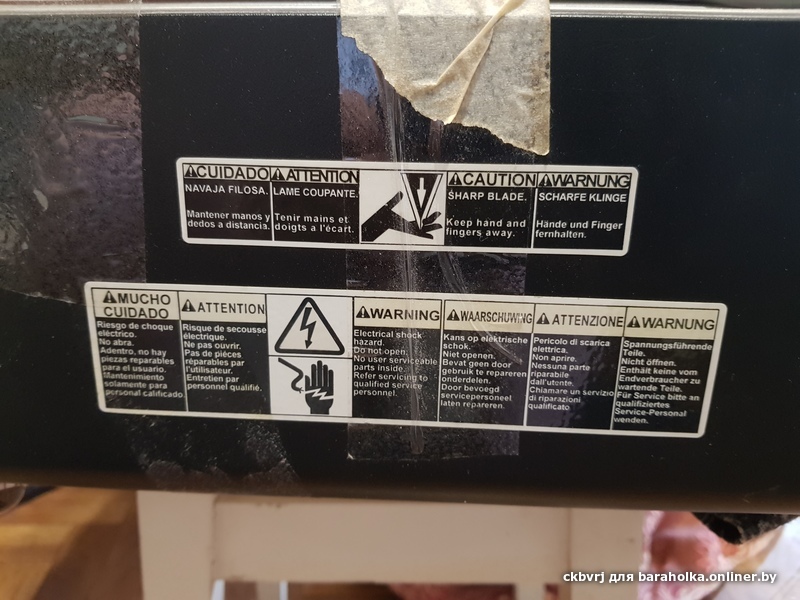 CUIDADO
NAVAJA FILOSA.
Mantener manos y
dedos a distancia.
ATTENTION
LAME COUPANTE.
Tenir mains et
doigts a l'écart.
CAUTION
SHARP BLADE.
Keep hand and
fingers away.
WARNUNG
SCHARFE KLINGE
Hände und Finger
fernhalten.
MUCHO
CUIDADO
Riesgo de choque
eléctrico.
No abra.
Adentro, no hay
piezas reparables
para el usuario.
Mantenimiento
solamente para
personal calificado.
ATTENTION
Risque de secousse
électrique.
Ne pas ouvrir.
Pas de pièces
réparables par
l'utilisateur.
Entretien par
personnel qualifié.
WARNING
Electrical shock
hazard.
Do not open.
No user serviceable
parts inside.
Refer servicing to
qualified service
personnel.
WAARSCHUWING
Kans op elektrische
schok.
Niet openen.
Bevat geen door
gebruik te repareren
onderdelen.
Door bevoegd
servicepersoneel
laten repareren.
ATTENZIONE
Pericolo di scarica
elettrica.
Non aprire.
Nessuna parte
riparabile
dall'utente.
Chiamare un servizio
di riparazioni
qualificato
WARNUNG
Spannungsführende
Teile.
Nicht öffnen.
Enthält keine vom
Endverbraucher zu
wartende Teile.
Für Service bitte an
qualifiziertes
Service-Personal
wenden.
ckbvrj для baraholka.onliner.by